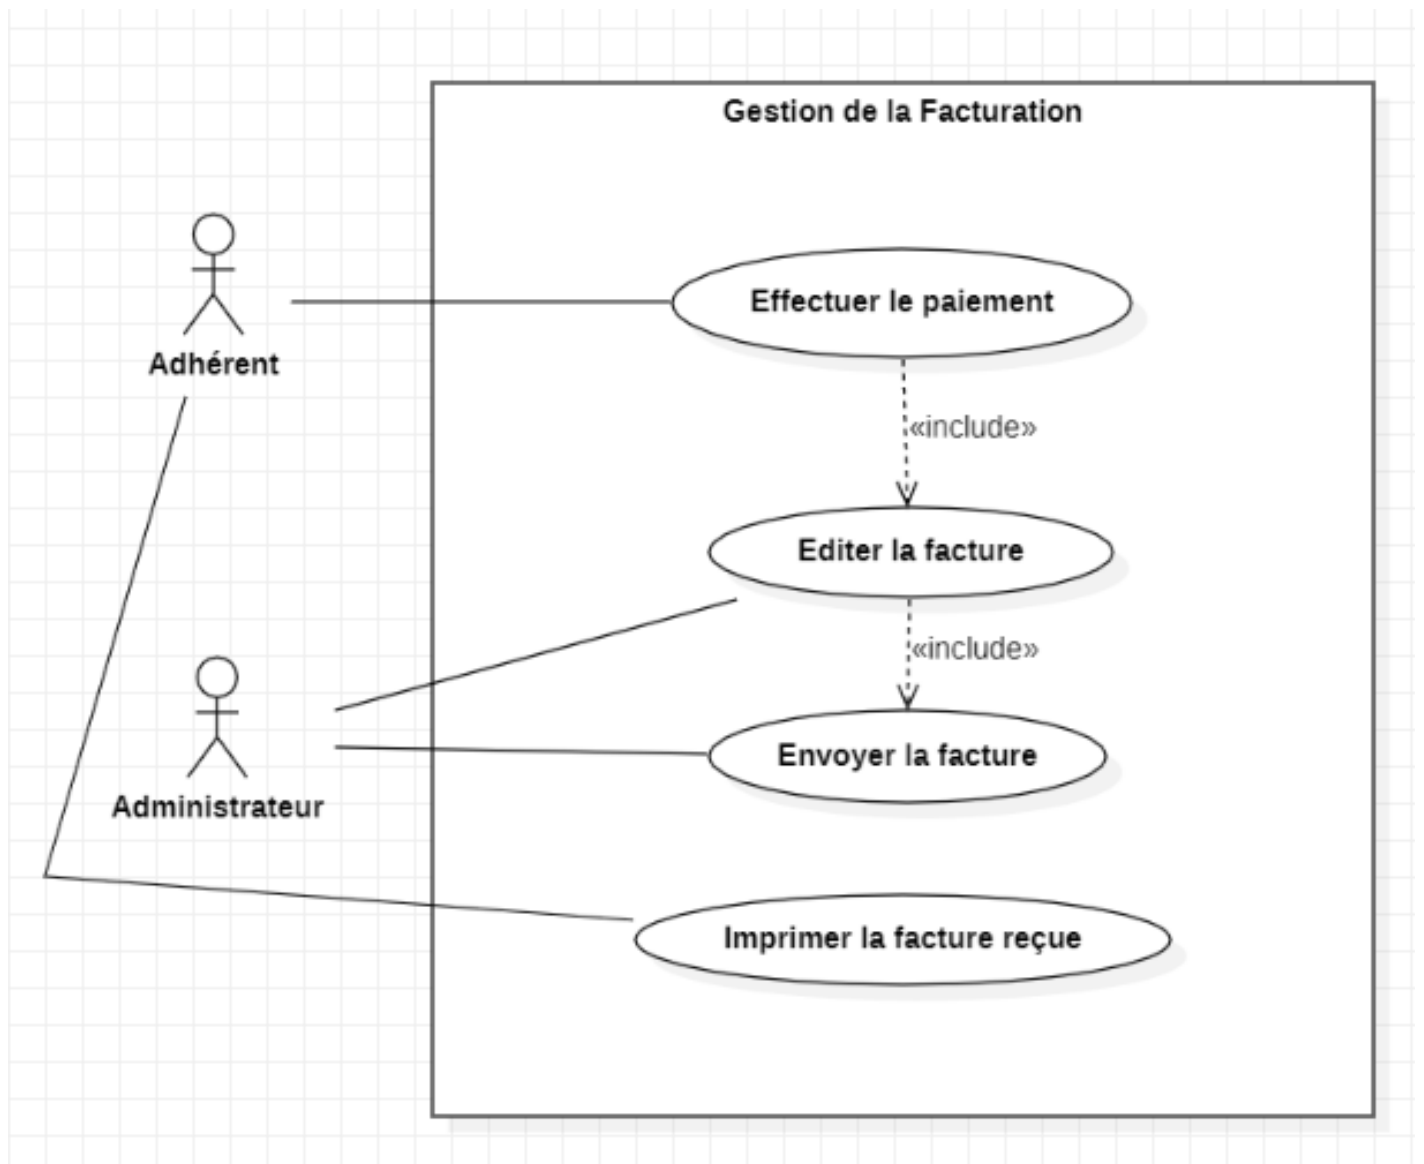 Gestion de la Facturation
Effectuer le paiement
Adhérent
«include»
Editer la facture
«include»
Envoyer la facture
Administrateur
Imprimer la facture reçue